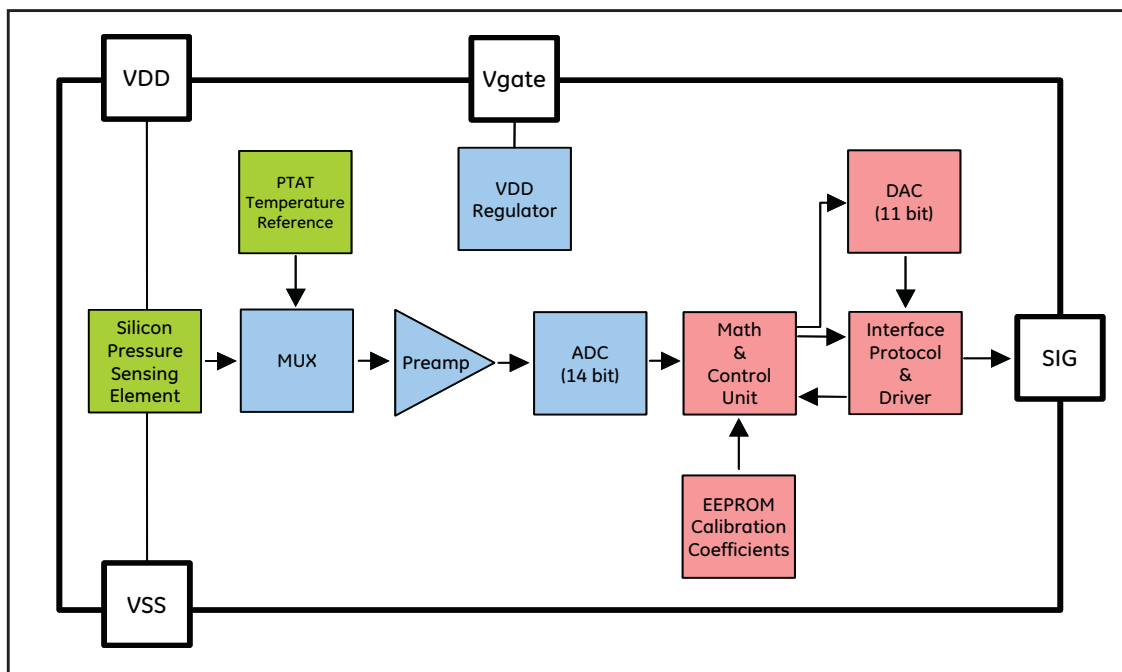 VDD
Vgate
PTAT
Temperature
Reference
VDD
Regulator
DAC
(11 bit)
Silicon
Pressure
Sensing
Element
MUX
Preamp
ADC
(14 bit)
Math
&
Control
Unit
Interface
Protocol
&
Driver
SIG
EEPROM
Calibration
Coefficients
VSS